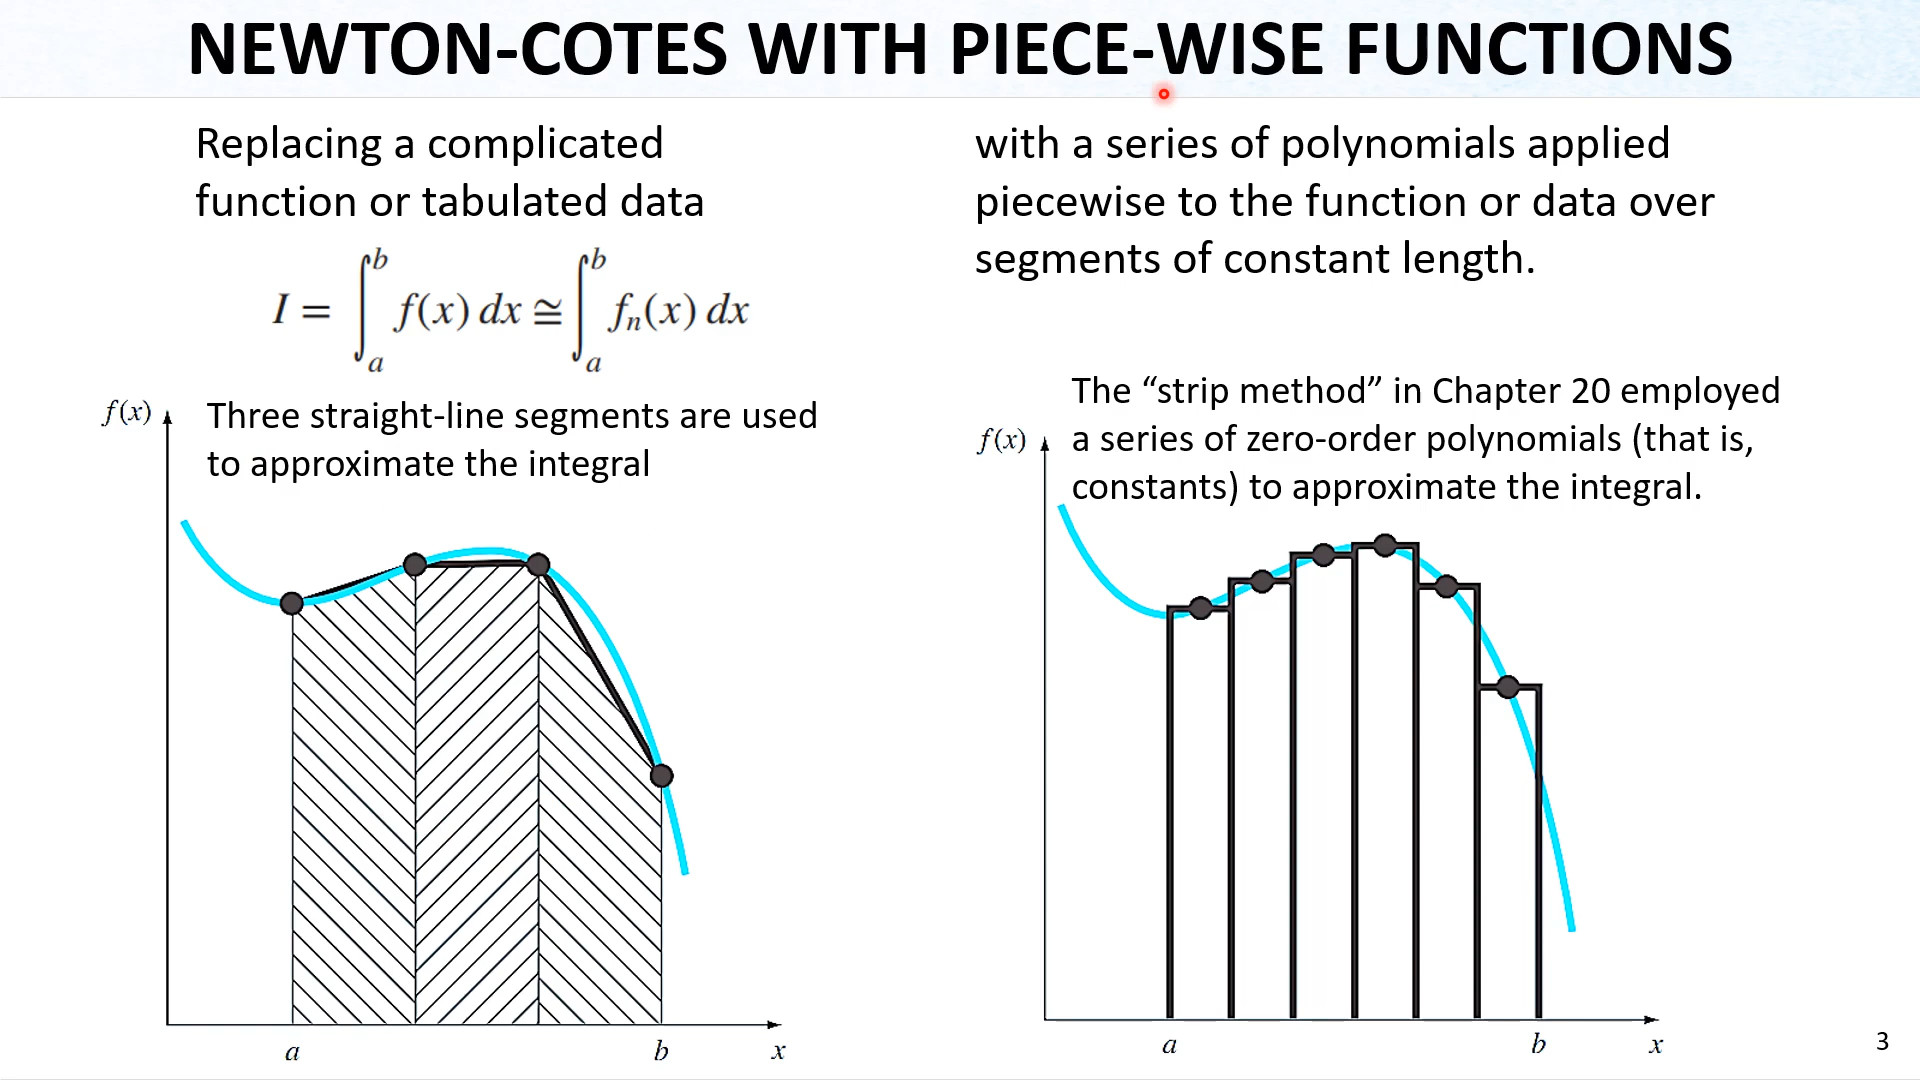 NEWTON-COTES WITH PIECE-WISE FUNCTIONS
Replacing a complicated
function or tabulated data
I = ∫_a^b f(x) dx ≅ ∫_a^b f_n(x) dx
with a series of polynomials applied
piecewise to the function or data over
segments of constant length.
f(x)
Three straight-line segments are used
to approximate the integral
a
b
x
The “strip method” in Chapter 20 employed
a series of zero-order polynomials (that is,
constants) to approximate the integral.
f(x)
a
b
x
3